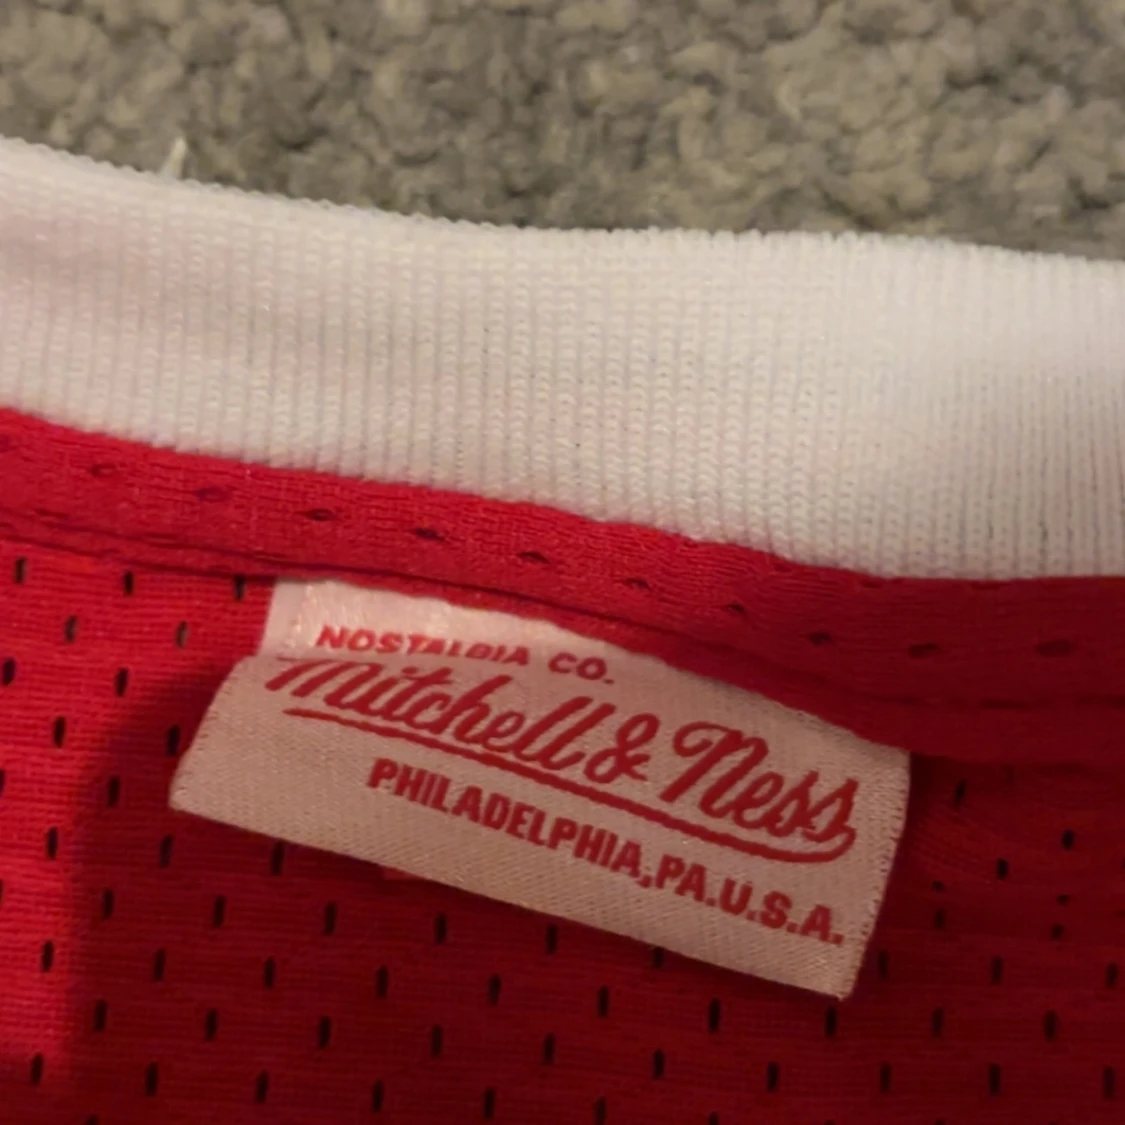 NOSTALGIA CO.
Mitchell & Ness
PHILADELPHIA, PA. U.S.A.